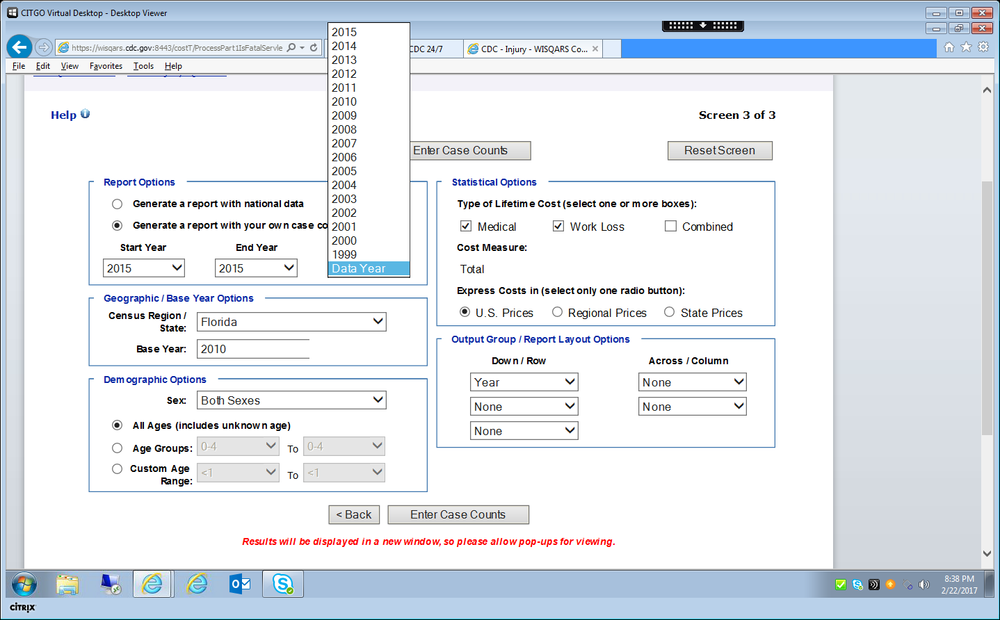 CITGO Virtual Desktop - Desktop Viewer
https://wisqars.cdc.gov:8443/costT/ProcessPart1IsFatalServle
CDC 24/7
CDC - Injury - WISQARS Co...
File Edit View Favorites Tools Help
2015
2014
2013
2012
2011
2010
2009
2008
2007
2006
2005
2004
2003
2002
2001
2000
1999
Data Year
Help
Screen 3 of 3
Enter Case Counts
Reset Screen
Report Options
Generate a report with national data
Generate a report with your own case co
Start Year End Year
2015 2015
Geographic / Base Year Options
Census Region /
State:
Florida
Base Year: 2010
Demographic Options
Sex: Both Sexes
All Ages (includes unknown age)
Age Groups: 0-4 To 0-4
Custom Age
Range:
<1 To <1
Statistical Options
Type of Lifetime Cost (select one or more boxes):
Medical Work Loss Combined
Cost Measure:
Total
Express Costs in (select only one radio button):
U.S. Prices Regional Prices State Prices
Output Group / Report Layout Options
Down / Row Across / Column
Year None
None None
None
< Back Enter Case Counts
Results will be displayed in a new window, so please allow pop-ups for viewing.
8:38 PM
2/22/2017
CITRIX